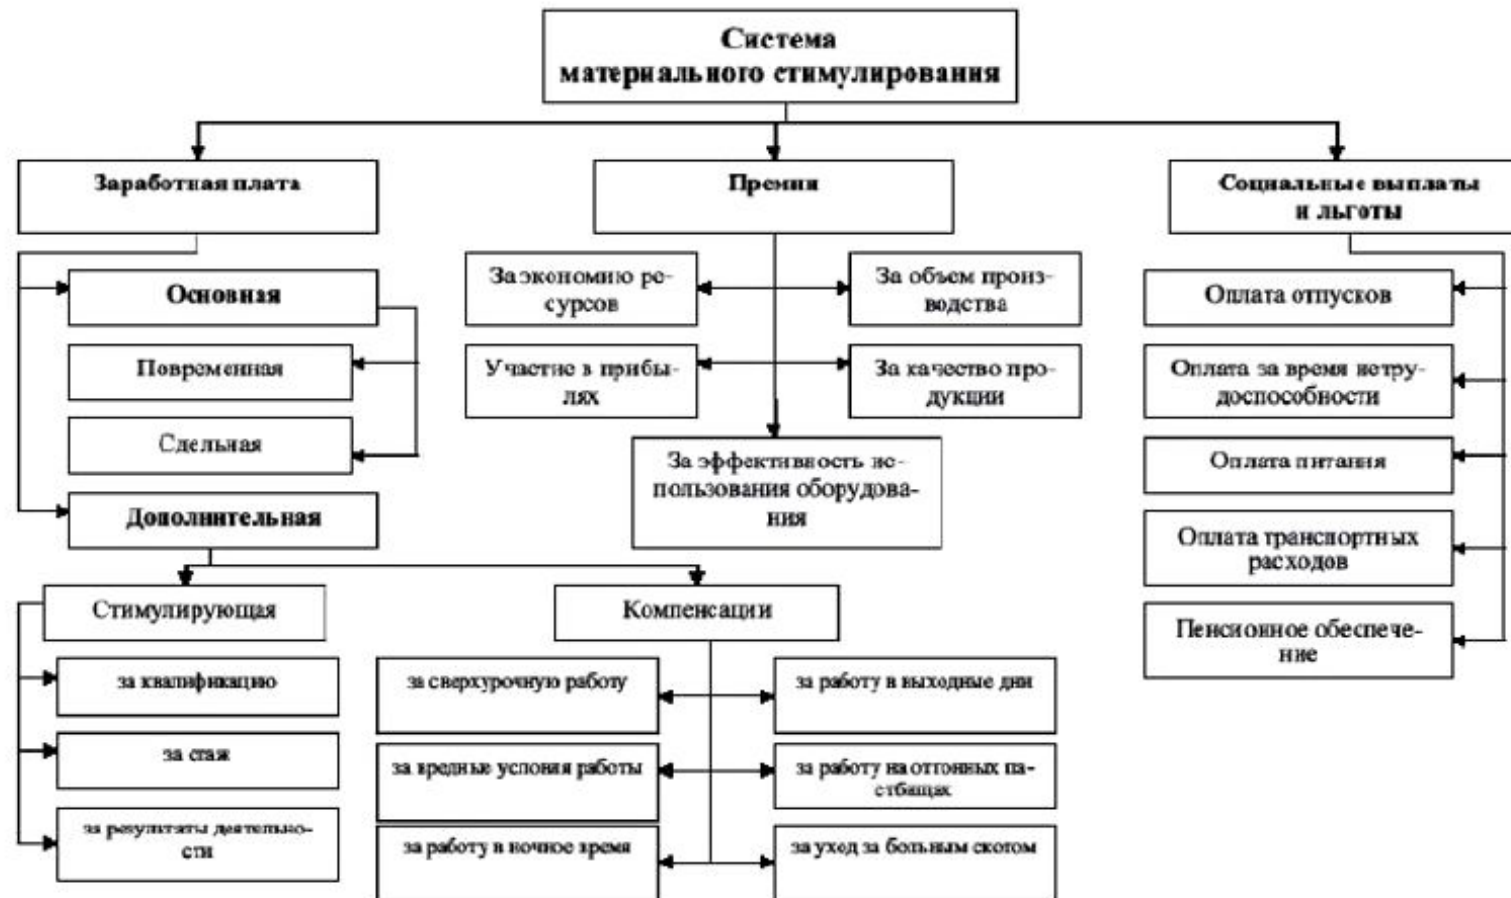 Система
материального стимулирования
Заработная плата
Премии
Социальные выплаты
и льготы
Основная
Повременная
Сдельная
Дополнительная
За экономию ре-
сурсов
За объем произ-
водства
Участие в прибы-
лях
За качество про-
дукции
За эффективность ис-
пользования оборудова-
ния
Оплата отпусков
Оплата за время нетру-
доспособности
Оплата питания
Оплата транспортных
расходов
Пенсионное обеспече-
ние
Стимулирующая
за квалификацию
за стаж
за результаты деятельно-
сти
Компенсации
за сверхурочную работу
за работу в выходные дни
за вредные условия работы
за работу на отгонных па-
стбищах
за работу в ночное время
за уход за больным скотом